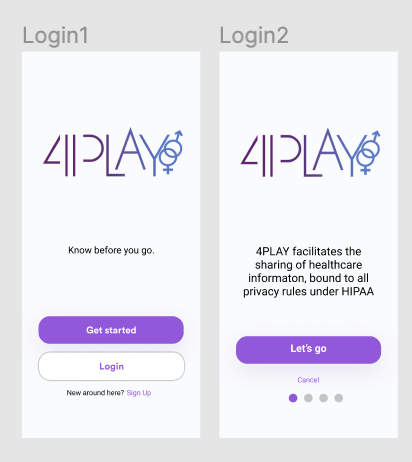 Login1
4PLAY
Know before you go.
Get started
Login
New around here? Sign Up
Login2
4PLAY
4PLAY facilitates the
sharing of healthcare
informaton, bound to all
privacy rules under HIPAA
Let's go
Cancel